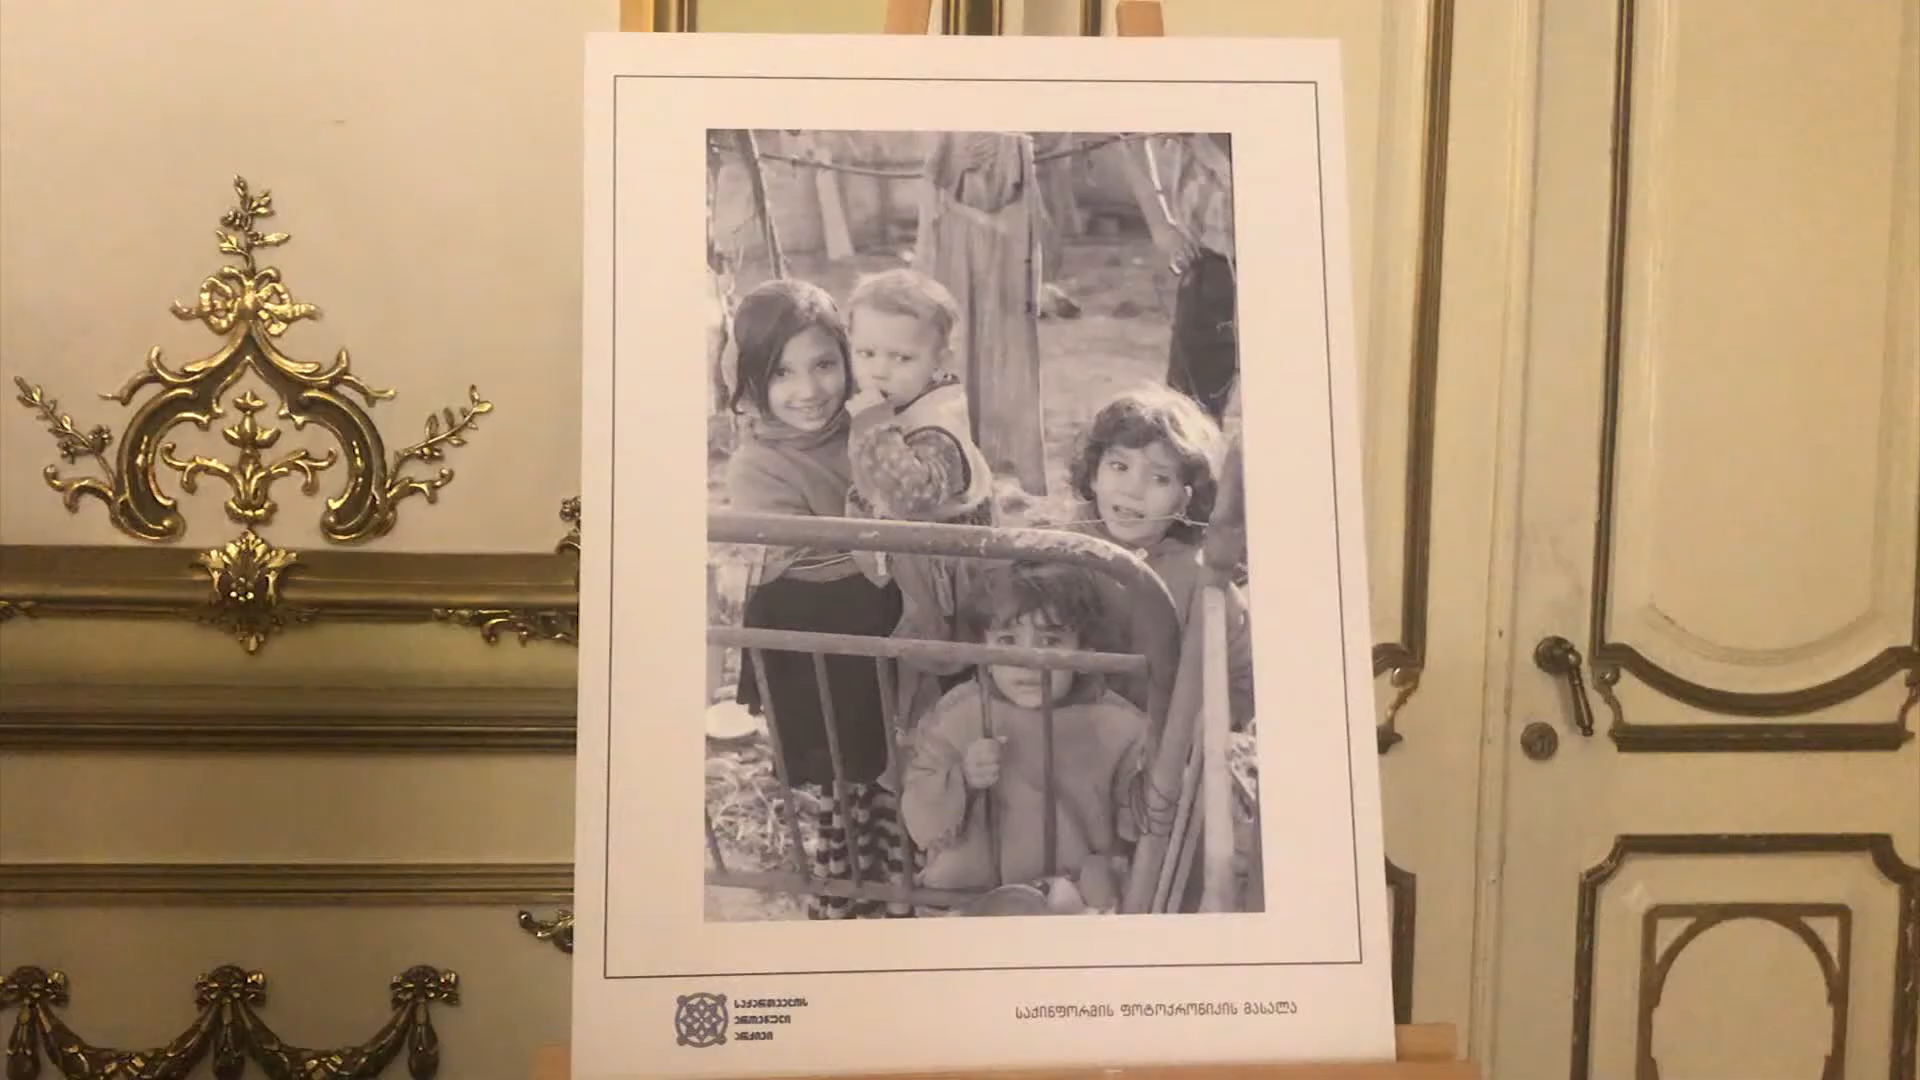 საქართველოს
ეროვნული
არქივი
საქინფორმის ფოტოქრონიკის მასალა